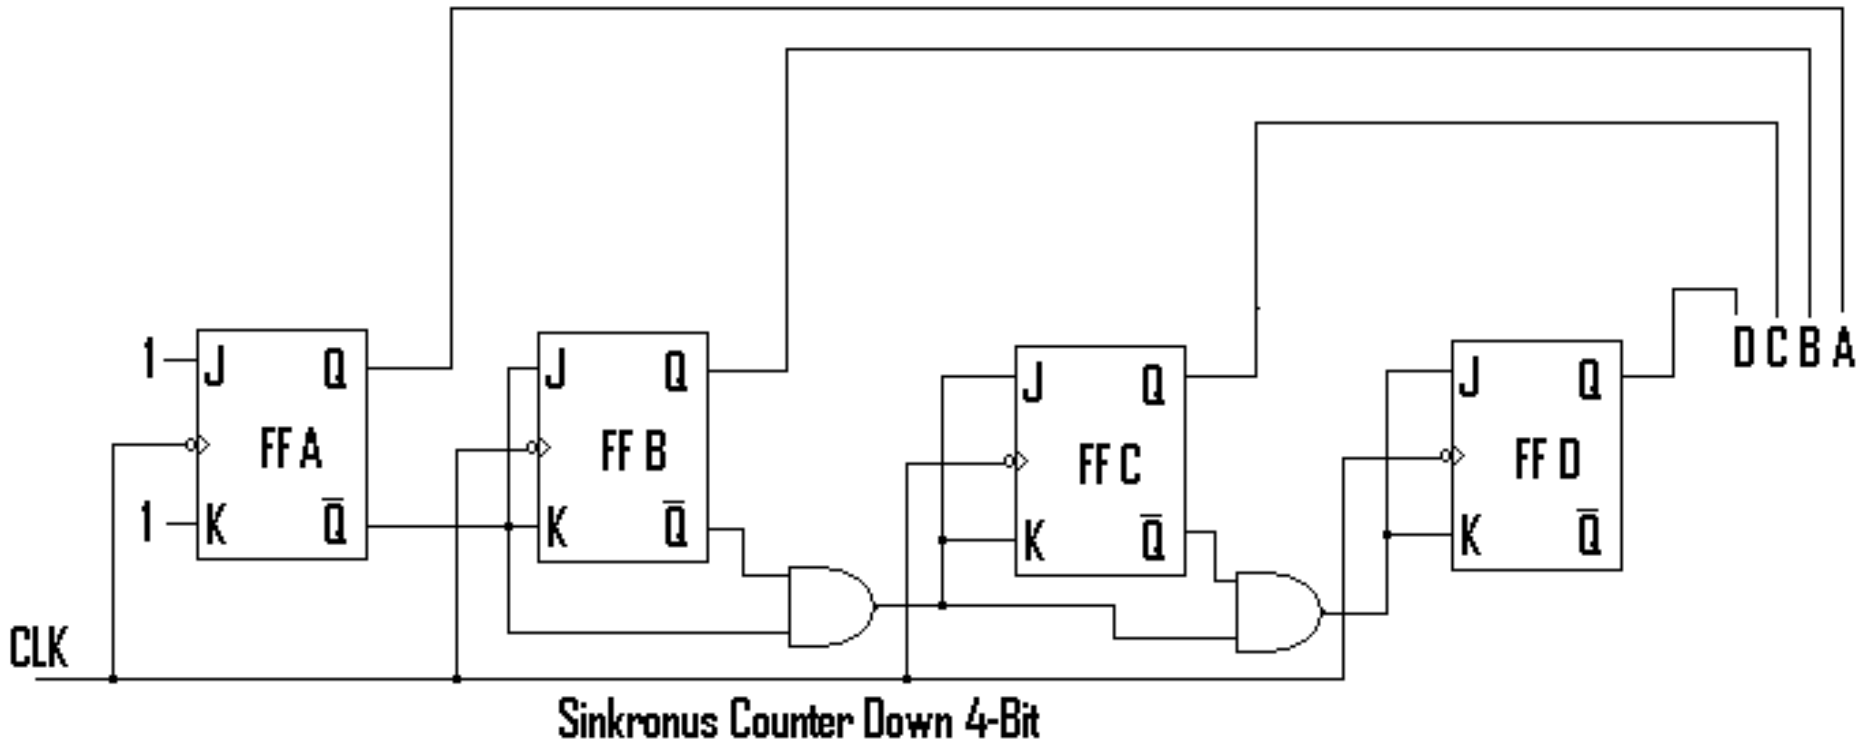 1 J Q
FF A
1 K Q̅
J Q
FF B
K Q̅
J Q
FF C
K Q̅
J Q
FF D
K Q̅
D C B A
CLK
Sinkronus Counter Down 4-Bit